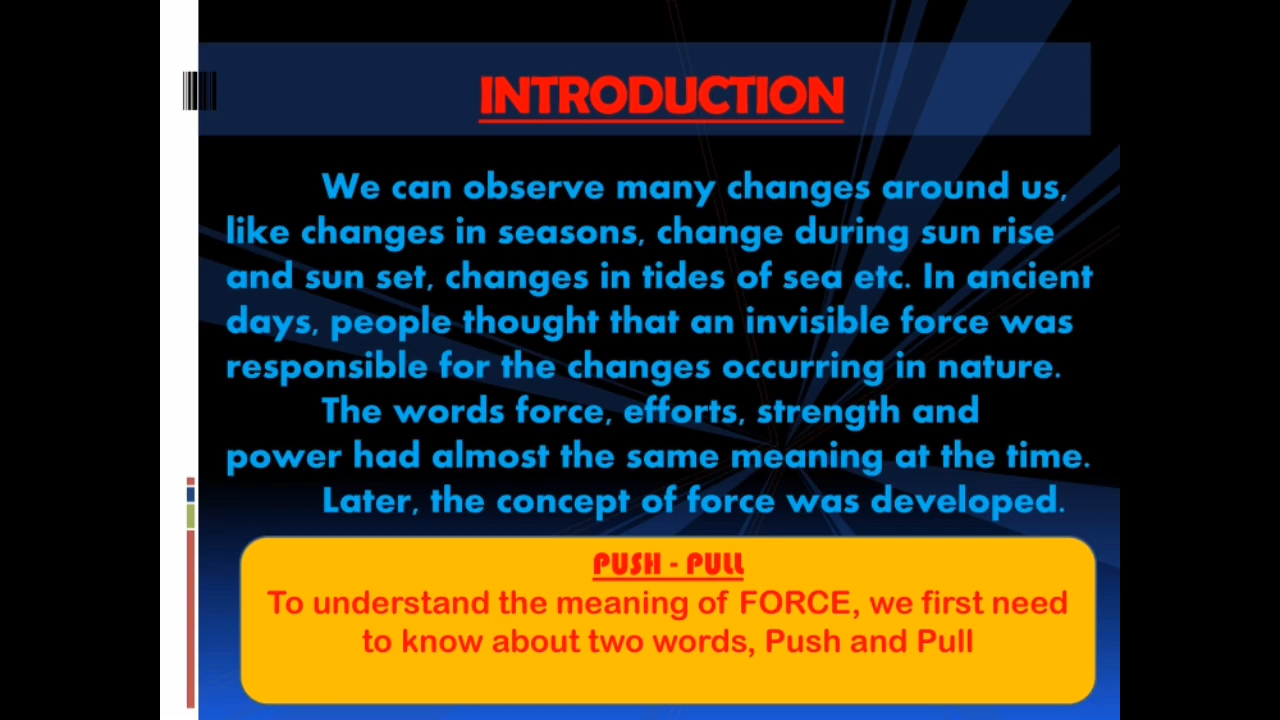 INTRODUCTION
We can observe many changes around us,
like changes in seasons, change during sun rise
and sun set, changes in tides of sea etc. In ancient
days, people thought that an invisible force was
responsible for the changes occurring in nature.
The words force, efforts, strength and
power had almost the same meaning at the time.
Later, the concept of force was developed.
PUSH - PULL
To understand the meaning of FORCE, we first need
to know about two words, Push and Pull